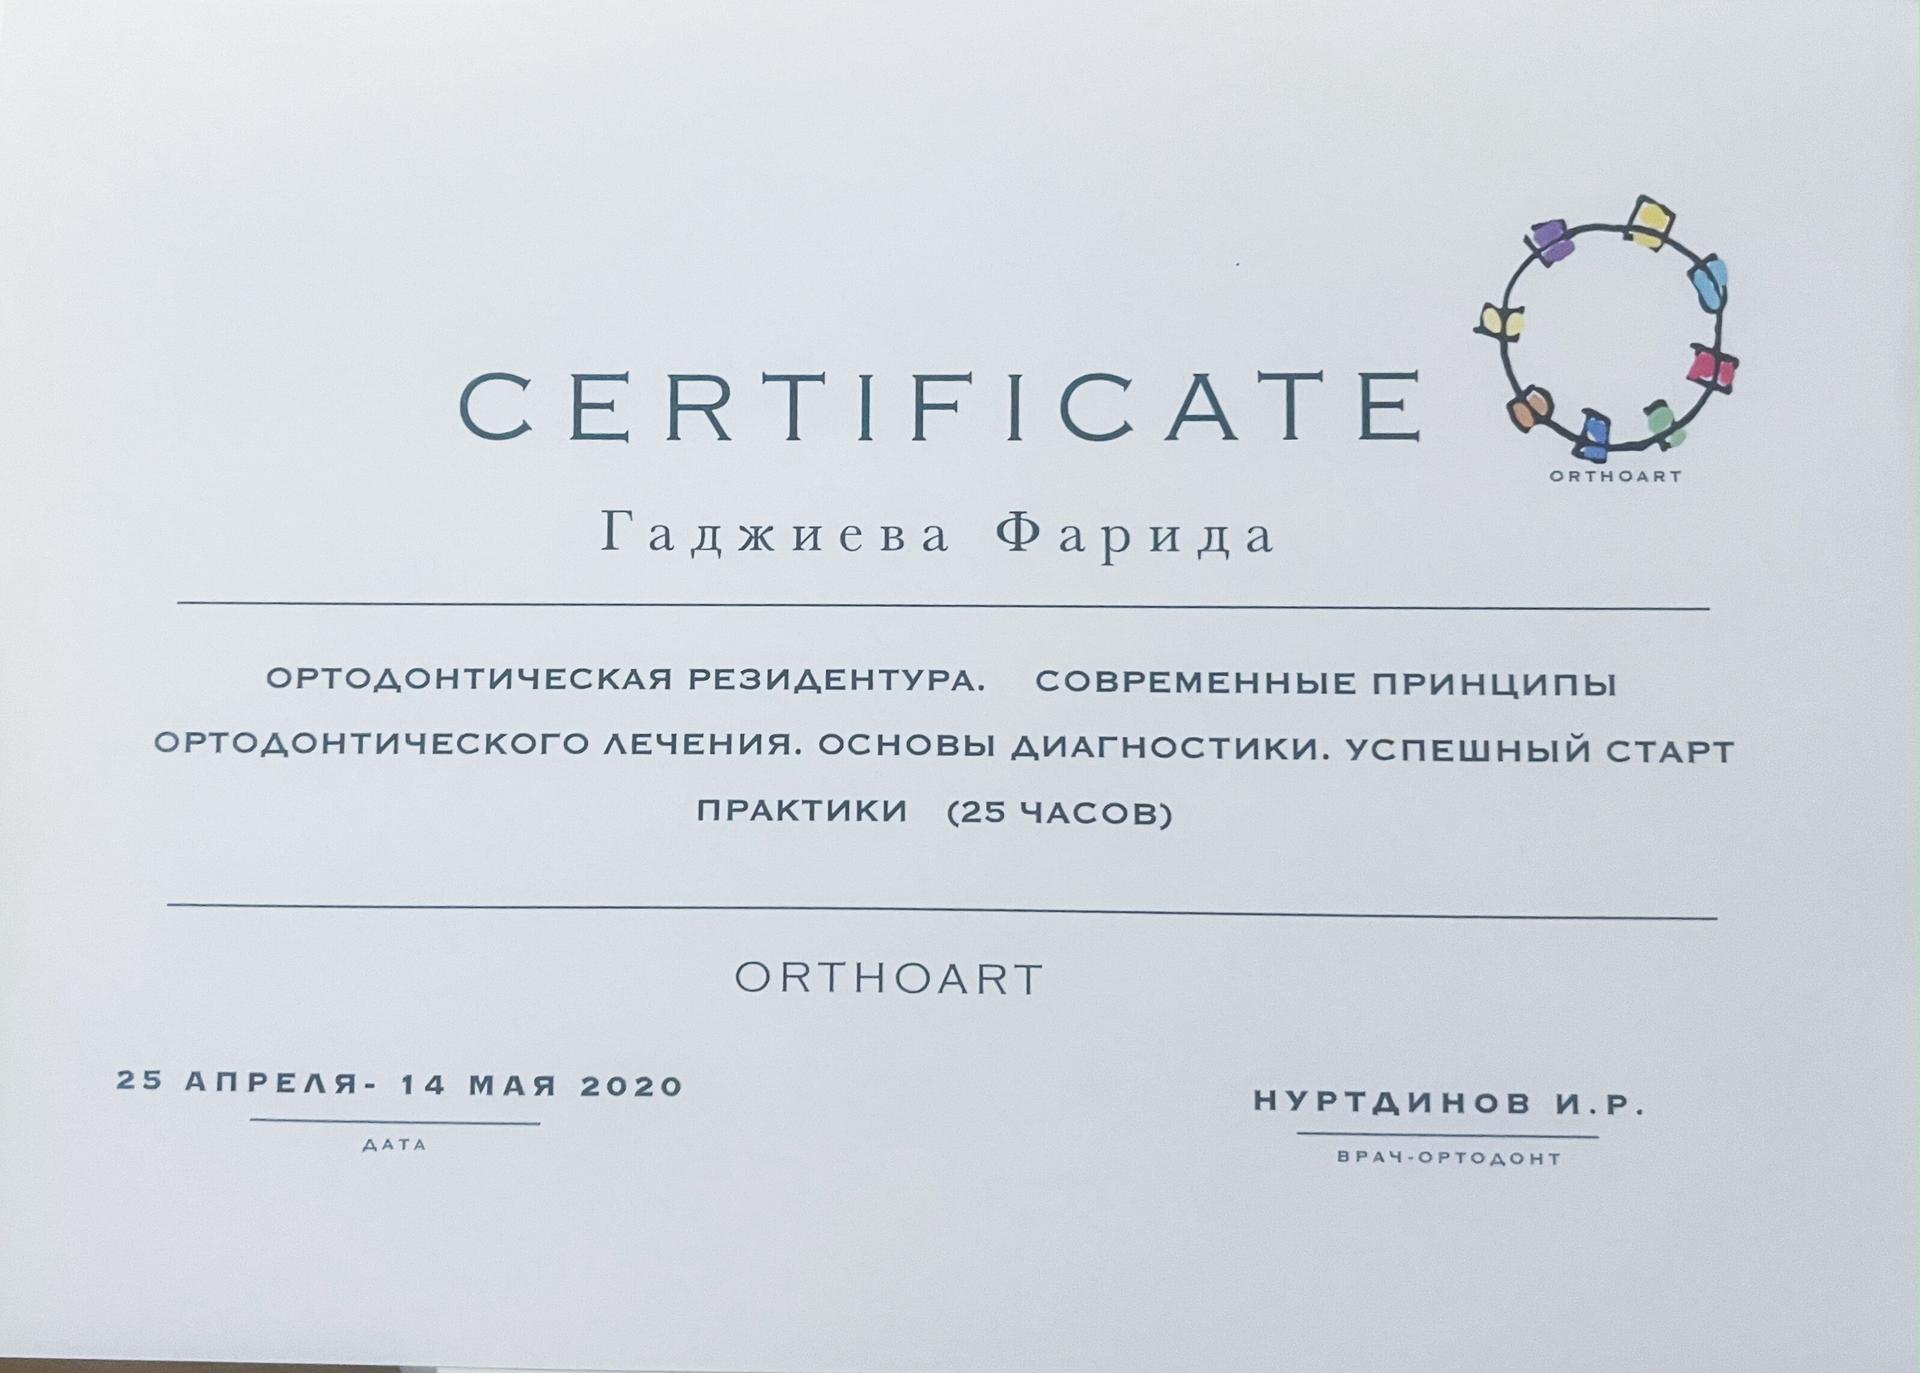 CERTIFICATE
ORTHOART
Гаджиева Фарида
ОРТОДОНТИЧЕСКАЯ РЕЗИДЕНТУРА. СОВРЕМЕННЫЕ ПРИНЦИПЫ
ОРТОДОНТИЧЕСКОГО ЛЕЧЕНИЯ. ОСНОВЫ ДИАГНОСТИКИ. УСПЕШНЫЙ СТАРТ
ПРАКТИКИ (25 ЧАСОВ)
ORTHOART
25 АПРЕЛЯ- 14 МАЯ 2020
ДАТА
НУРТДИНОВ И.Р.
ВРАЧ-ОРТОДОНТ